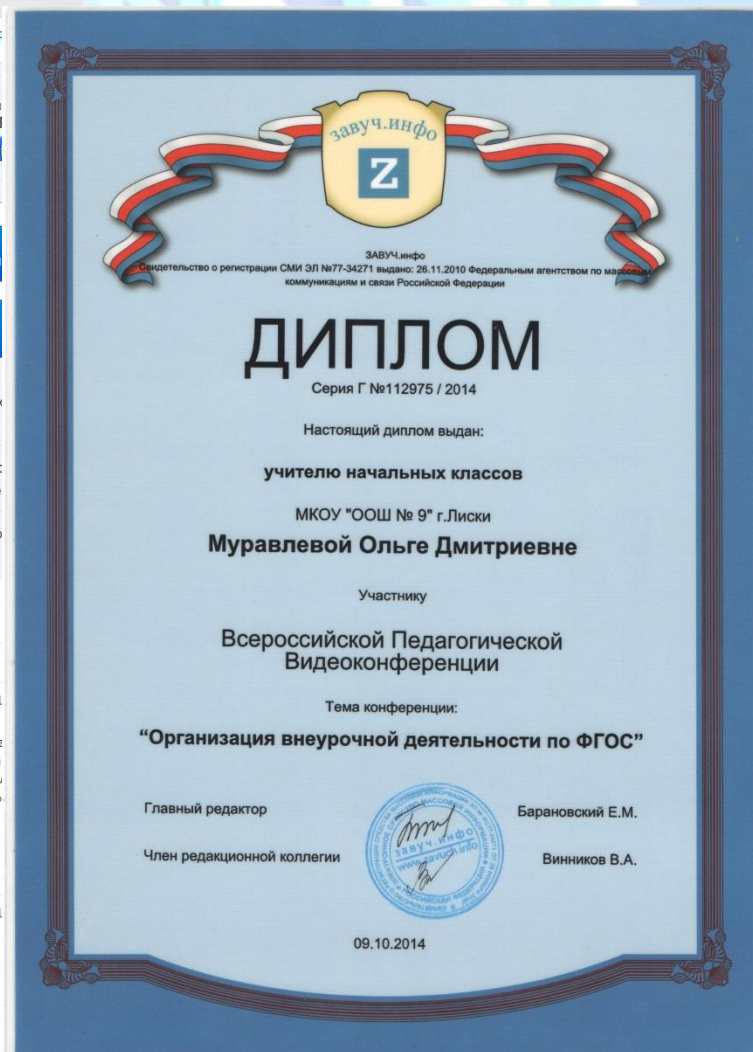 завуч.инфо
Z
ЗАВУЧ.инфо
Свидетельство о регистрации СМИ ЭЛ №77-34271 выдано: 26.11.2010 Федеральным агентством по массовым
коммуникациям и связи Российской Федерации
ДИПЛОМ
Серия Г №112975 / 2014
Настоящий диплом выдан:
учителю начальных классов
МКОУ "ООШ № 9" г.Лиски
Муравлевой Ольге Дмитриевне
Участнику
Всероссийской Педагогической
Видеоконференции
Тема конференции:
“Организация внеурочной деятельности по ФГОС”
Главный редактор
Барановский Е.М.
завуч.инфо
www.zavuch.info
Член редакционной коллегии
Винников В.А.
09.10.2014